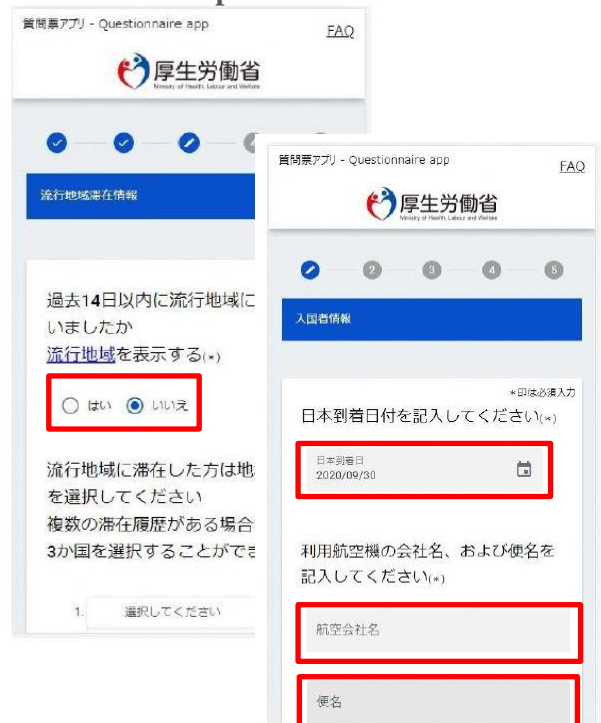 質問票アプリ - Questionnaire app
FAQ
厚生労働省
Ministry of Health, Labour and Welfare
流行地域滞在情報
過去14日以内に流行地域に
いましたか
流行地域を表示する(*)
はい
いいえ
流行地域に滞在した方は地
を選択してください
複数の滞在履歴がある場合
3か国を選択することができ
1. 選択してください
質問票アプリ - Questionnaire app
FAQ
厚生労働省
Ministry of Health, Labour and Welfare
2 3 4 5
入国者情報
*印は必須入力
日本到着日付を記入してください(*)
日本到着日
2020/09/30
利用航空機の会社名、および便名を
記入してください(*)
航空会社名
便名